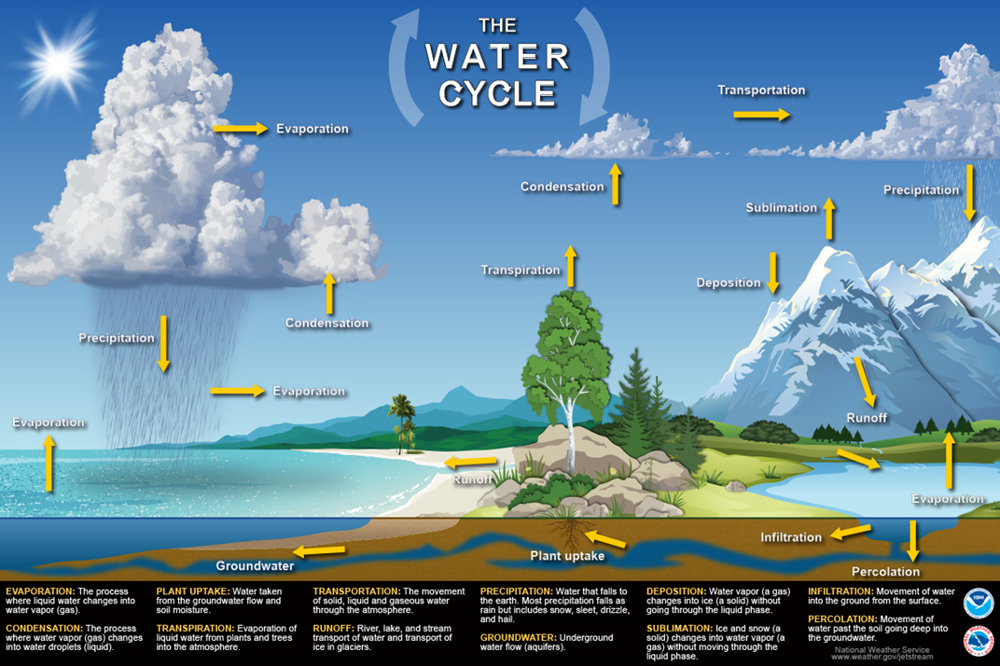 THE
WATER
CYCLE
Transportation
Evaporation
Condensation
Precipitation
Sublimation
Transpiration
Deposition
Condensation
Precipitation
Evaporation
Evaporation
Runoff
Runoff
Evaporation
Infiltration
Plant uptake
Groundwater
Percolation
EVAPORATION: The process
where liquid water changes into
water vapor (gas).
CONDENSATION: The process
where water vapor (gas) changes
into water droplets (liquid).
PLANT UPTAKE: Water taken
from the groundwater flow and
soil moisture.
TRANSPIRATION: Evaporation of
liquid water from plants and trees
into the atmosphere.
TRANSPORTATION: The movement
of solid, liquid and gaseous water
through the atmosphere.
RUNOFF: River, lake, and stream
transport of water and transport of
ice in glaciers.
PRECIPITATION: Water that falls to
the earth. Most precipitation falls as
rain but includes snow, sleet, drizzle,
and hail.
GROUNDWATER: Underground
water flow (aquifers).
DEPOSITION: Water vapor (a gas)
changes into ice (a solid) without
going through the liquid phase.
SUBLIMATION: Ice and snow (a
solid) changes into water vapor (a
gas) without moving through the
liquid phase.
INFILTRATION: Movement of water
into the ground from the surface.
PERCOLATION: Movement of
water past the soil going deep into
the groundwater.
National Weather Service
www.weather.gov/jetstream
NOAA